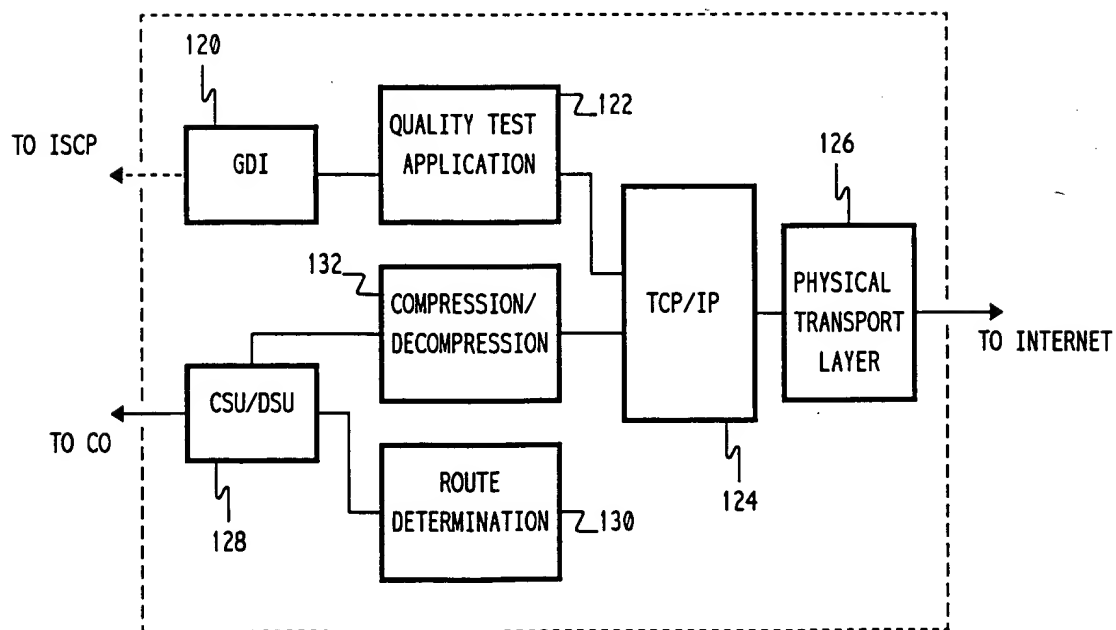 120
122
QUALITY TEST
APPLICATION
TO ISCP
GDI
126
132
COMPRESSION/
DECOMPRESSION
TCP/IP
PHYSICAL
TRANSPORT
LAYER
TO INTERNET
CSU/DSU
TO CO
ROUTE
DETERMINATION
124
130
128